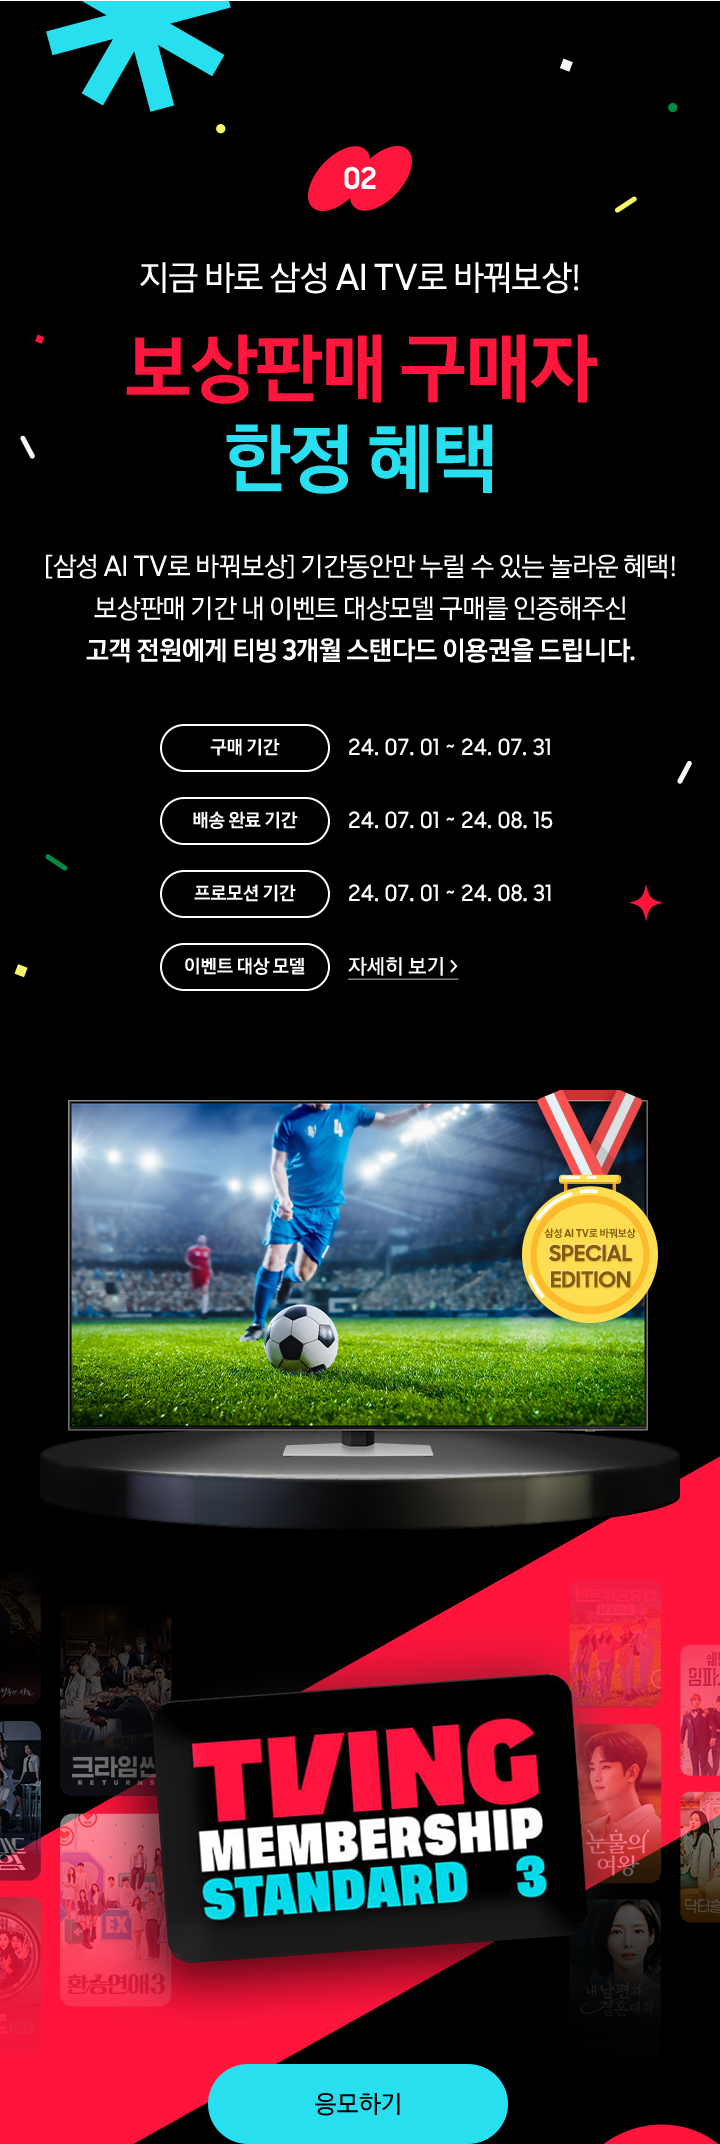 02
지금 바로 삼성 AI TV로 바꿔보상!
보상판매 구매자
한정 혜택
[삼성 AI TV로 바꿔보상] 기간동안만 누릴 수 있는 놀라운 혜택!
보상판매 기간 내 이벤트 대상모델 구매를 인증해주신
고객 전원에게 티빙 3개월 스탠다드 이용권을 드립니다.
구매 기간 24. 07. 01 ~ 24. 07. 31
배송 완료 기간 24. 07. 01 ~ 24. 08. 15
프로모션 기간 24. 07. 01 ~ 24. 08. 31
이벤트 대상 모델 자세히 보기 >
4
삼성 AI TV로 바꿔보상
SPECIAL
EDITION
크라임씬
RETURNS
TVING
MEMBERSHIP
STANDARD 3
눈물의
여왕
EX
환승연애3
내 남편과
결혼해줘
응모하기